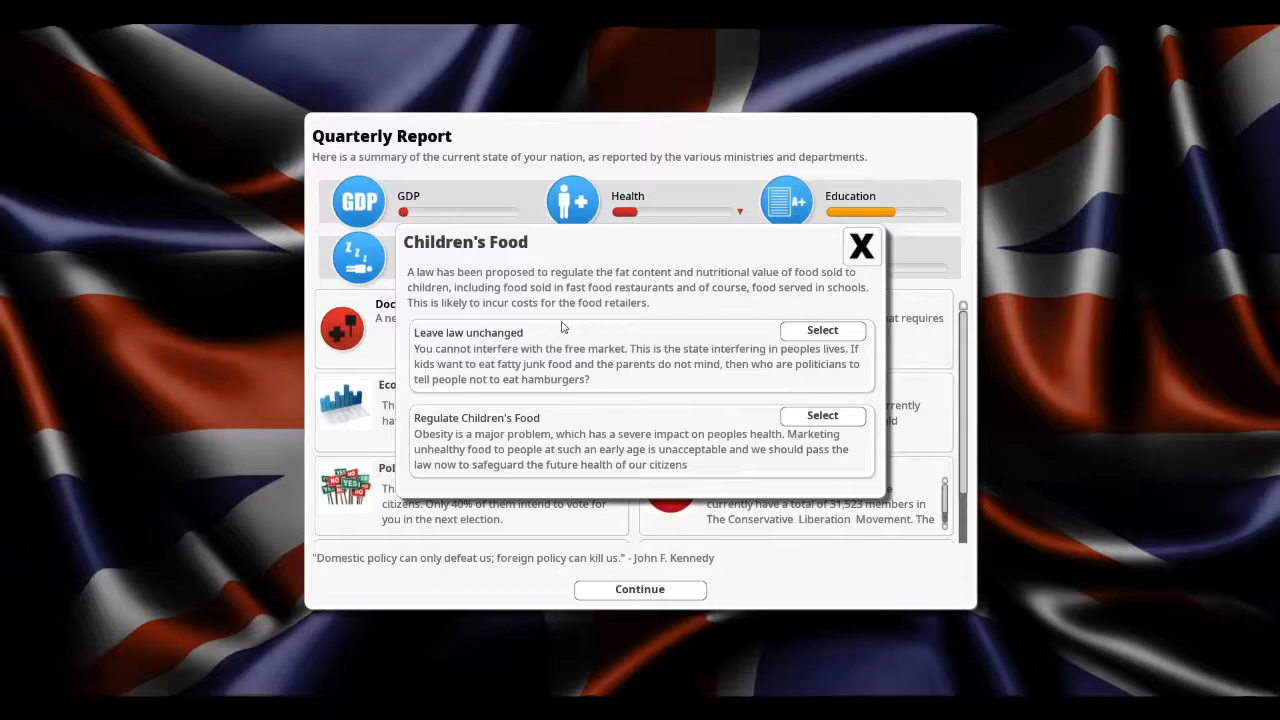 Quarterly Report
Here is a summary of the current state of your nation, as reported by the various ministries and departments.
GDP
GDP
Health
A+
Education
Z Z Z
Children's Food
X
A law has been proposed to regulate the fat content and nutritional value of food sold to
children, including food sold in fast food restaurants and of course, food served in schools.
This is likely to incur costs for the food retailers.
Leave law unchanged
Select
You cannot interfere with the free market. This is the state interfering in peoples lives. If
kids want to eat fatty junk food and the parents do not mind, then who are politicians to
tell people not to eat hamburgers?
Regulate Children's Food
Select
Obesity is a major problem, which has a severe impact on peoples health. Marketing
unhealthy food to people at such an early age is unacceptable and we should pass the
law now to safeguard the future health of our citizens
Doc
A ne
at requires
Eco
Th
ha
rrently
ld
Pol
NO YES NO YES NO
Th
citizens. Only 40% of them intend to vote for
you in the next election.
e
currently have a total of 31,523 members in
The Conservative Liberation Movement. The
"Domestic policy can only defeat us; foreign policy can kill us." - John F. Kennedy
Continue